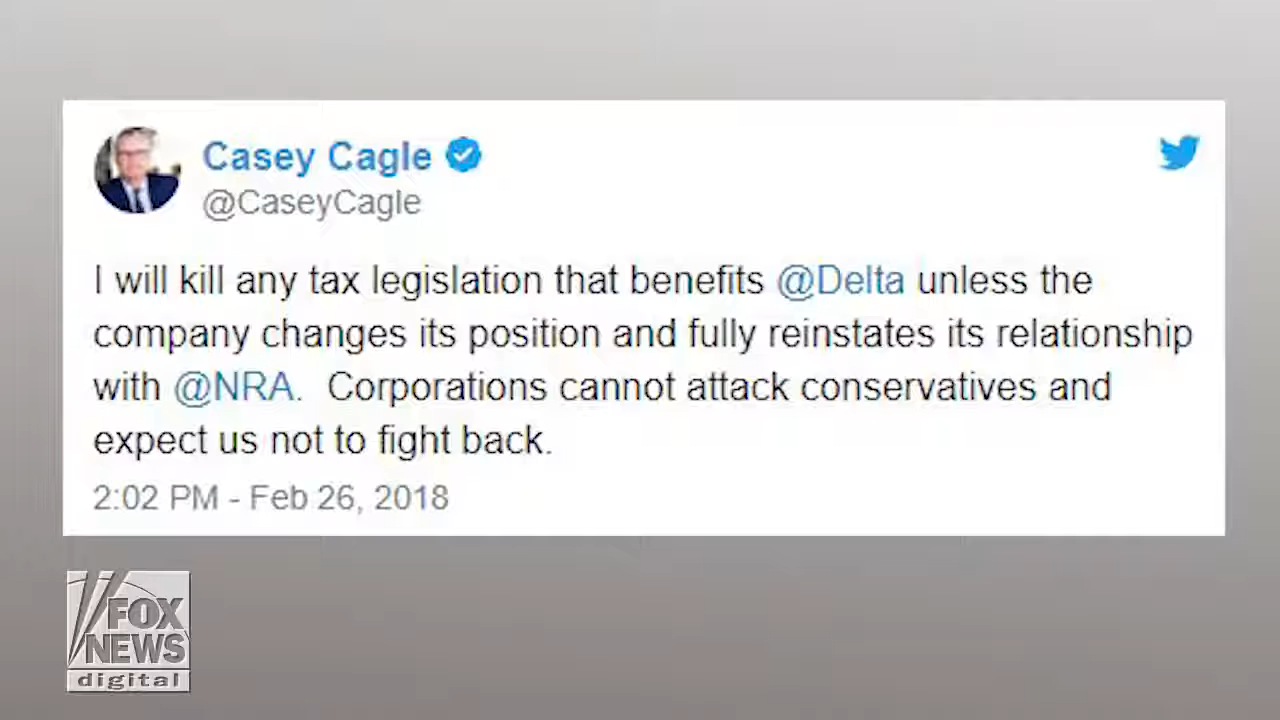 Casey Cagle
@CaseyCagle
I will kill any tax legislation that benefits @Delta unless the
company changes its position and fully reinstates its relationship
with @NRA.  Corporations cannot attack conservatives and
expect us not to fight back.
2:02 PM - Feb 26, 2018
FOX
NEWS
digital